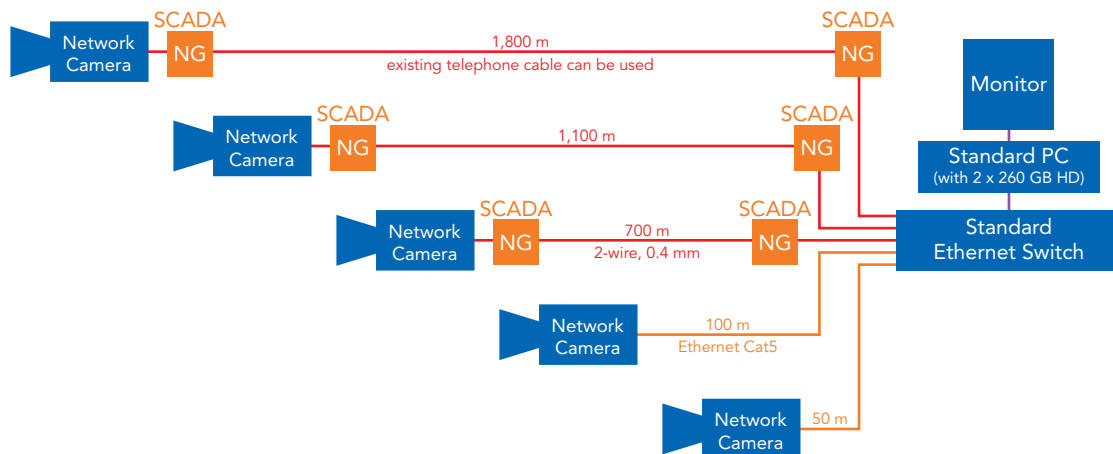 SCADA
SCADA
Network
Camera
NG
1,800 m
existing telephone cable can be used
NG
Monitor
SCADA
SCADA
Network
Camera
NG
1,100 m
NG
Standard PC
(with 2 x 260 GB HD)
SCADA
SCADA
Network
Camera
NG
700 m
2-wire, 0.4 mm
NG
Standard
Ethernet Switch
Network
Camera
100 m
Ethernet Cat5
Network
Camera
50 m